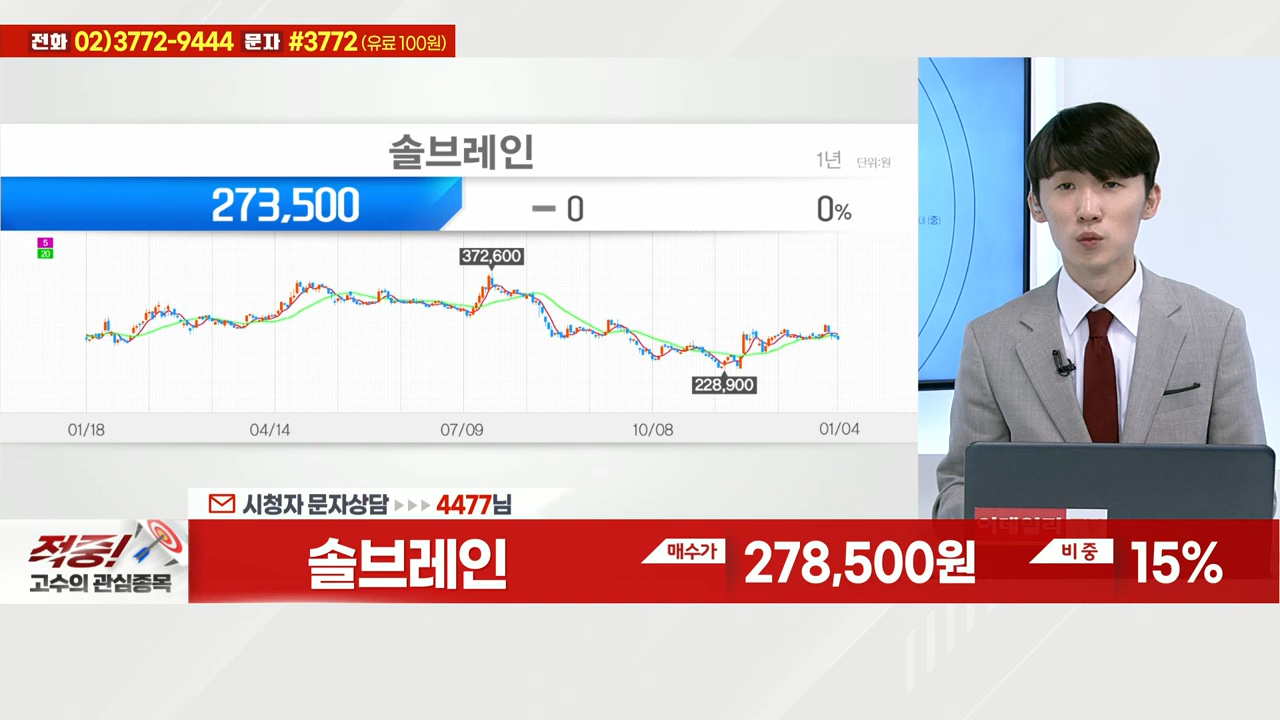 전화 02)3772-9444 문자 #3772 (유료 100원)
솔브레인
1년 단위:원
273,500 0 0%
5
20
372,600
228,900
01/18 04/14 07/09 10/08 01/04
시청자 문자상담 4477님
적중!
고수의 관심종목
솔브레인 매수가 278,500원 비중 15%
이데일리